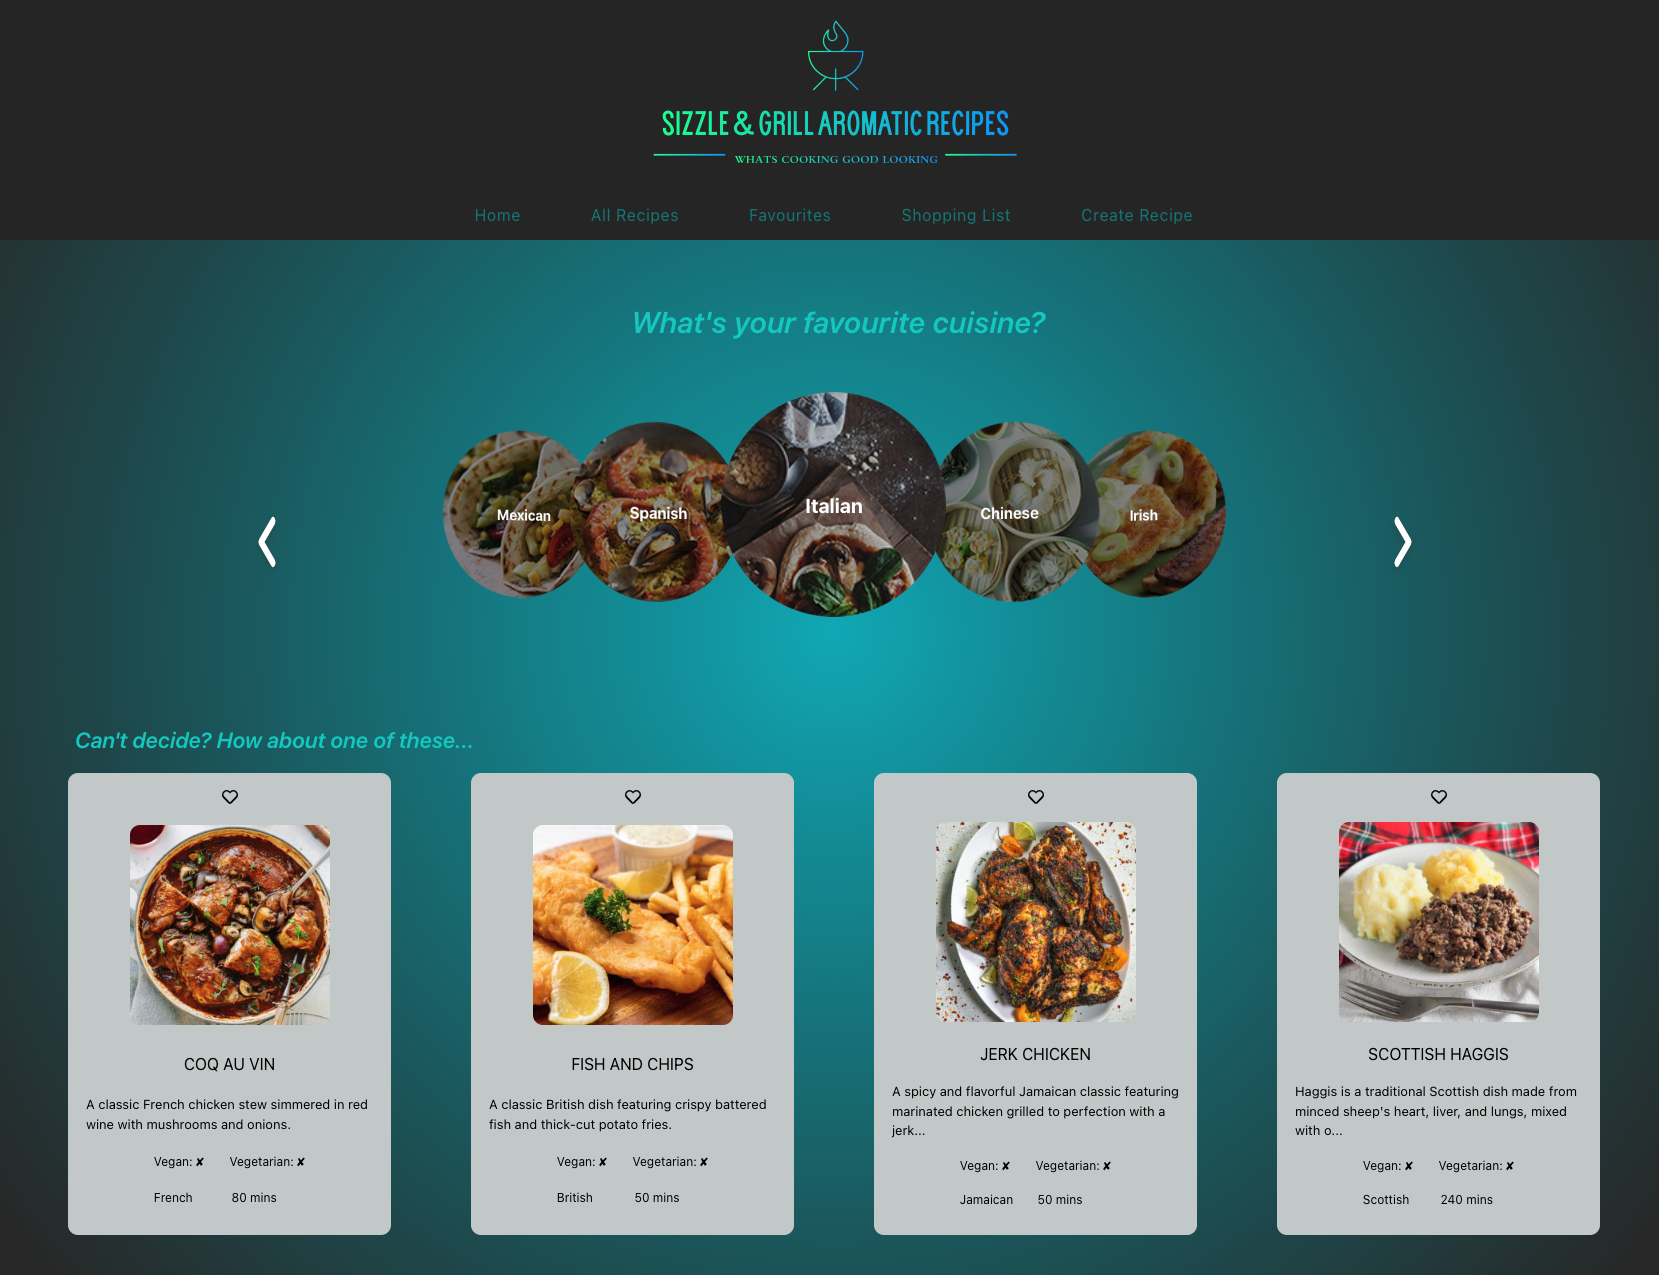 SIZZLE & GRILL AROMATIC RECIPES
WHATS COOKING GOOD LOOKING
Home All Recipes Favourites Shopping List Create Recipe
What's your favourite cuisine?
Mexican Spanish Italian Chinese Irish
Can't decide? How about one of these...
COQ AU VIN
A classic French chicken stew simmered in red
wine with mushrooms and onions.
Vegan: ✘ Vegetarian: ✘
French 80 mins
FISH AND CHIPS
A classic British dish featuring crispy battered
fish and thick-cut potato fries.
Vegan: ✘ Vegetarian: ✘
British 50 mins
JERK CHICKEN
A spicy and flavorful Jamaican classic featuring
marinated chicken grilled to perfection with a
jerk...
Vegan: ✘ Vegetarian: ✘
Jamaican 50 mins
SCOTTISH HAGGIS
Haggis is a traditional Scottish dish made from
minced sheep's heart, liver, and lungs, mixed
with o...
Vegan: ✘ Vegetarian: ✘
Scottish 240 mins